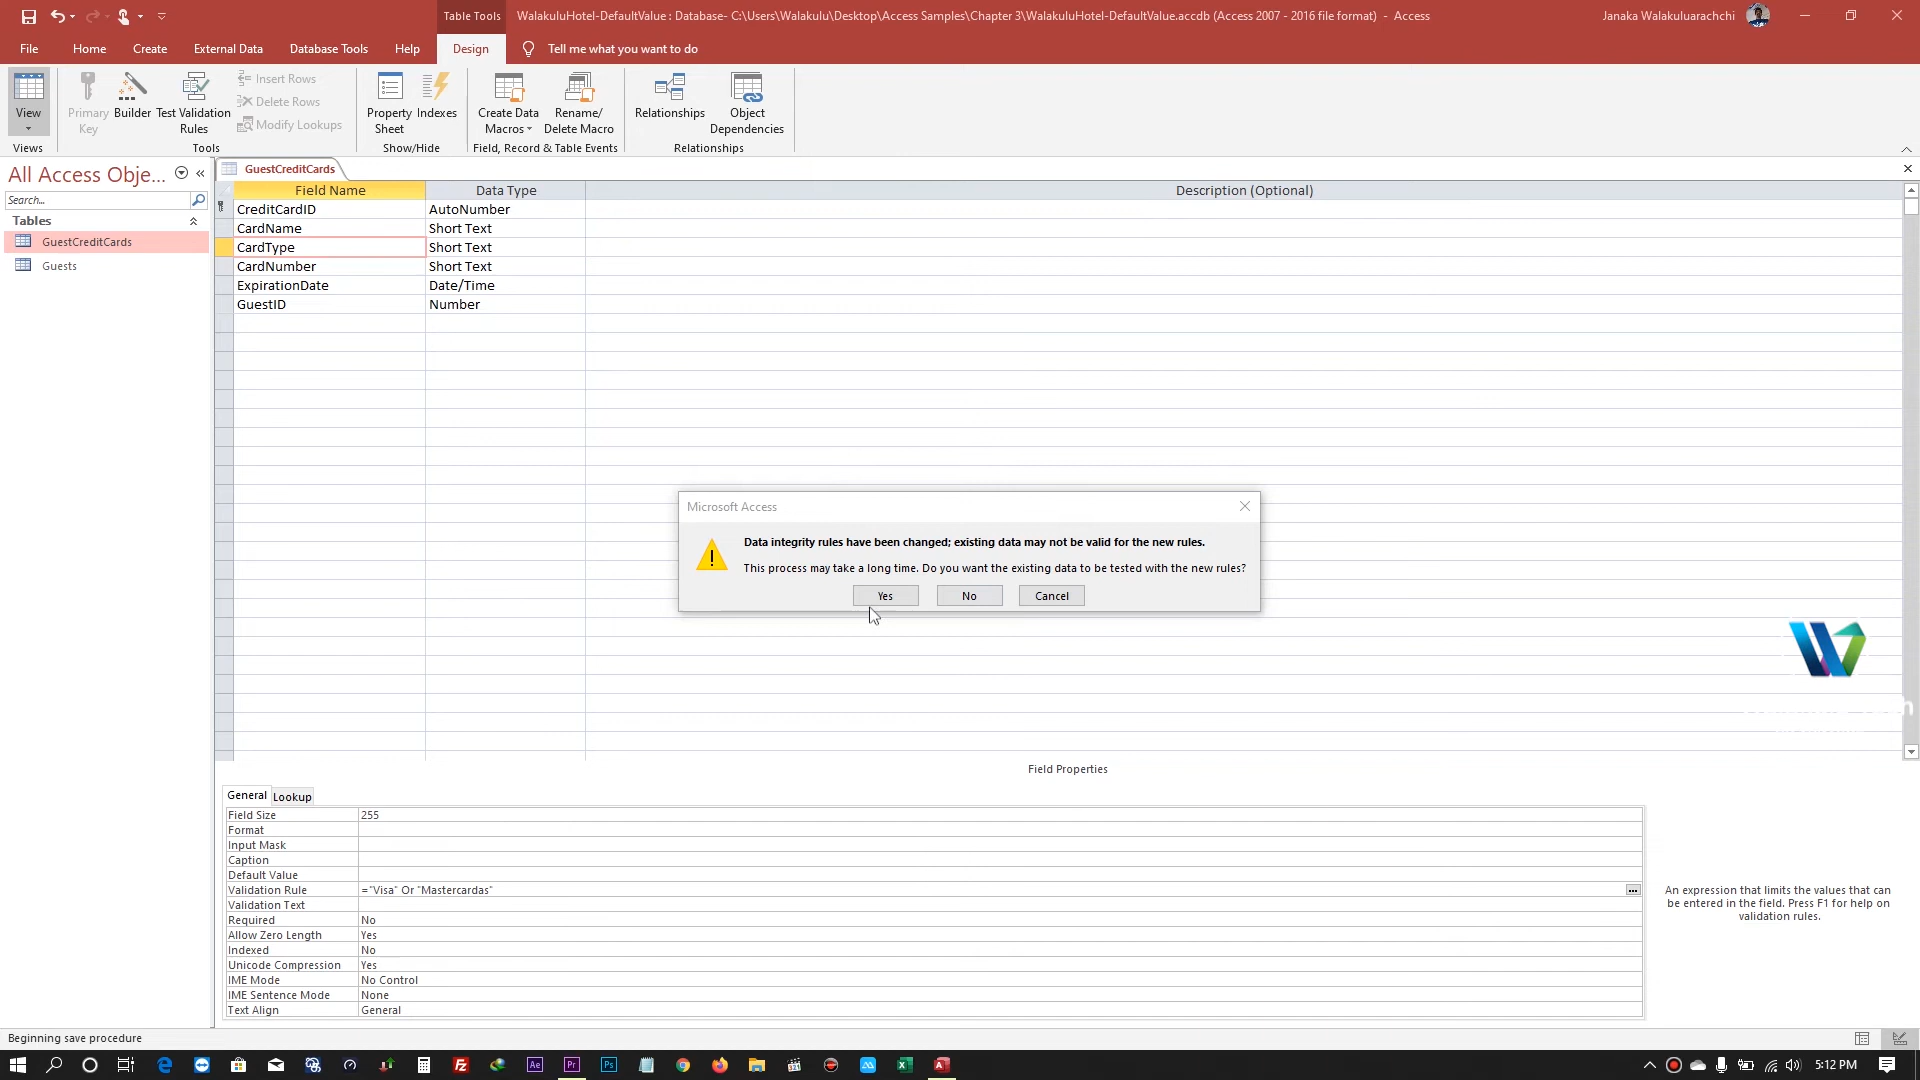 Table Tools
WalakuluHotel-DefaultValue : Database- C:\Users\Walakulu\Desktop\Access Samples\Chapter 3\WalakuluHotel-DefaultValue.accdb (Access 2007 - 2016 file format) - Access
Janaka Walakuluarachchi
File Home Create External Data Database Tools Help Design Tell me what you want to do
View
Primary Key
Builder
Test Validation Rules
Insert Rows
Delete Rows
Modify Lookups
Property Sheet
Indexes
Create Data Macros
Rename/ Delete Macro
Relationships
Object Dependencies
Views
Tools
Show/Hide
Field, Record & Table Events
Relationships
All Access Obje...
Search...
Tables
GuestCreditCards
Guests
GuestCreditCards
Field Name Data Type Description (Optional)
CreditCardID AutoNumber
CardName Short Text
CardType Short Text
CardNumber Short Text
ExpirationDate Date/Time
GuestID Number
Microsoft Access
Data integrity rules have been changed; existing data may not be valid for the new rules.
This process may take a long time. Do you want the existing data to be tested with the new rules?
Yes No Cancel
Field Properties
General Lookup
Field Size 255
Format
Input Mask
Caption
Default Value
Validation Rule ="Visa" Or "Mastercardas"
Validation Text
Required No
Allow Zero Length Yes
Indexed No
Unicode Compression Yes
IME Mode No Control
IME Sentence Mode None
Text Align General
An expression that limits the values that can
be entered in the field. Press F1 for help on
validation rules.
Beginning save procedure
Ae Pr Ps
5:12 PM